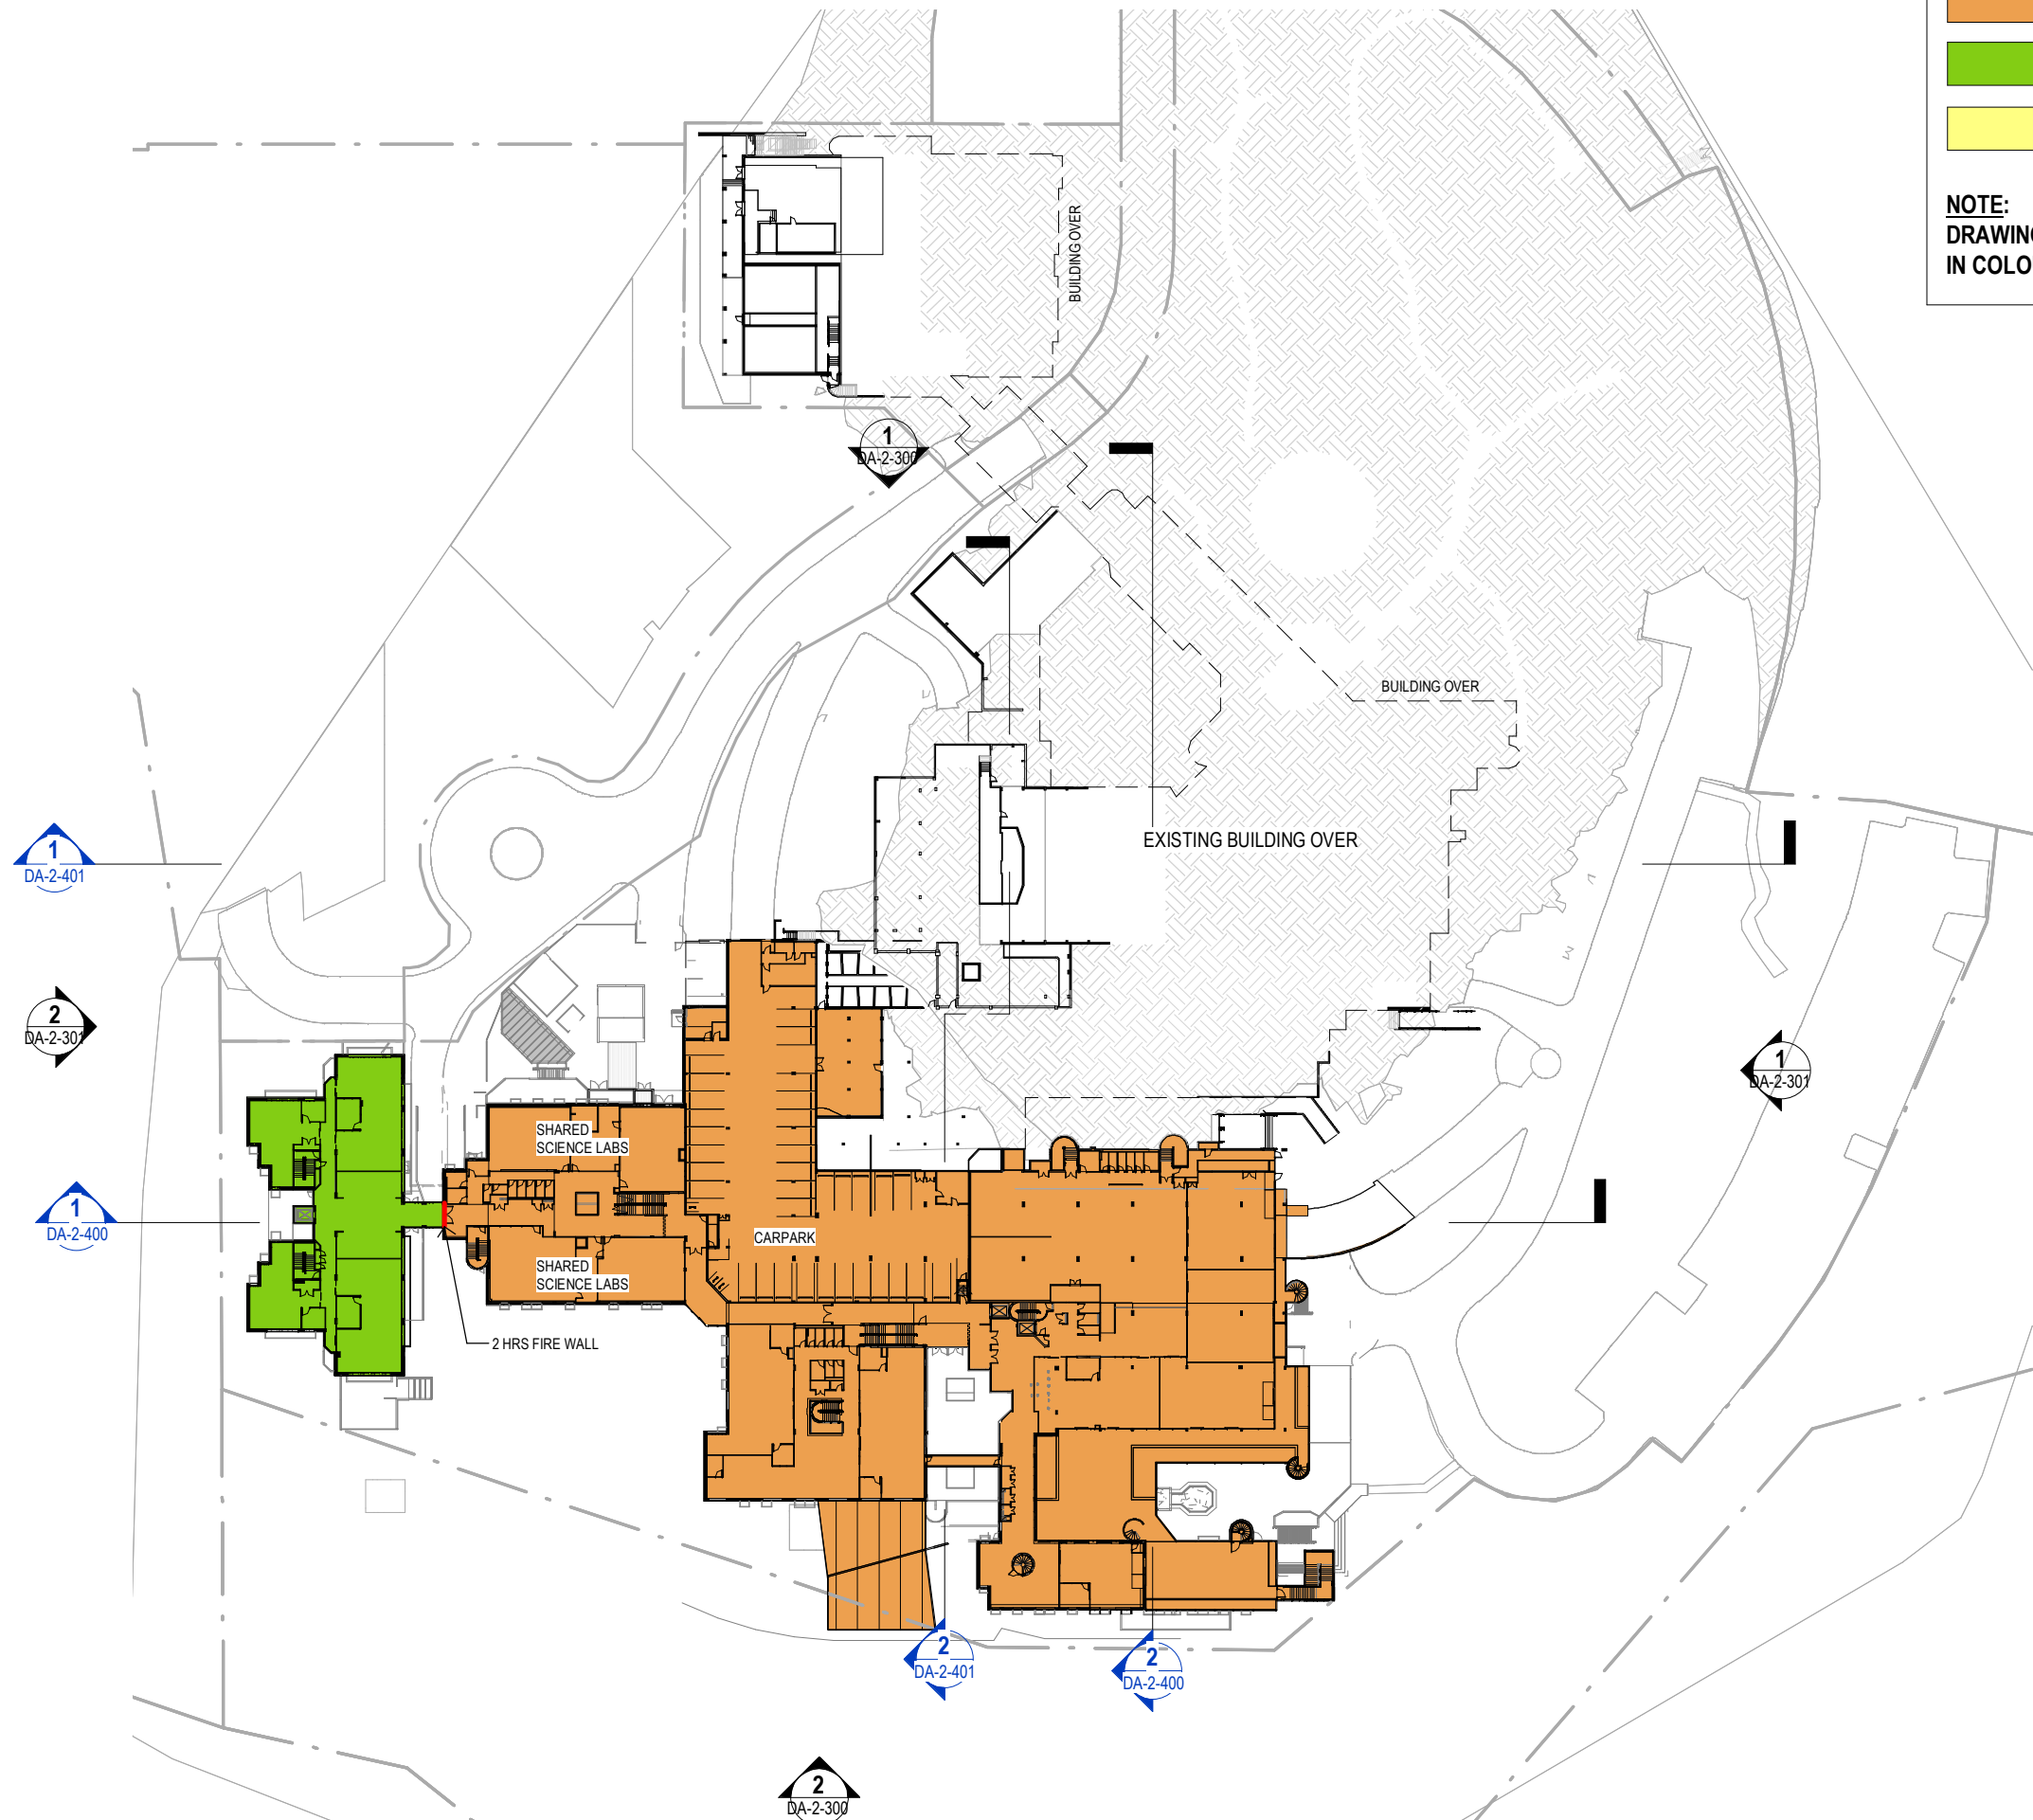 NOTE:
DRAWING
IN COLO
BUILDING OVER
1
DA-2-300
BUILDING OVER
EXISTING BUILDING OVER
1
DA-2-401
2
DA-2-301
1
DA-2-301
SHARED
SCIENCE LABS
1
DA-2-400
CARPARK
SHARED
SCIENCE LABS
2 HRS FIRE WALL
2
DA-2-401
2
DA-2-400
2
DA-2-300